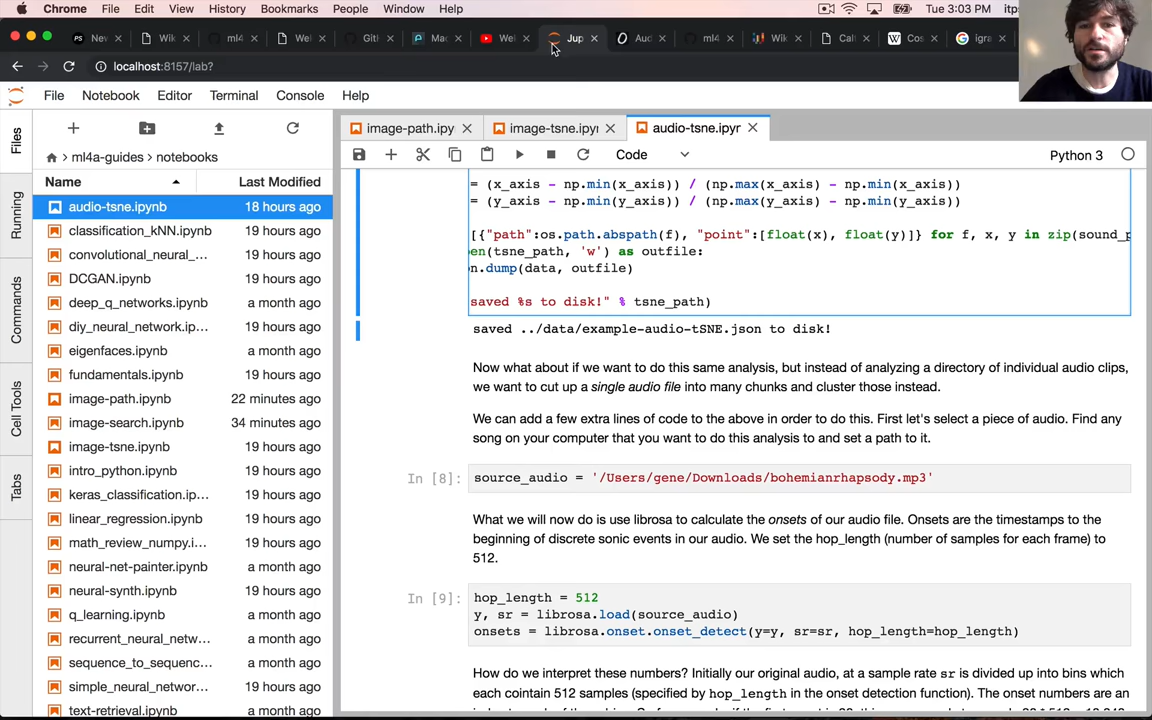 Chrome File Edit View History Bookmarks People Window Help Tue 3:03 PM itp
New Wik ml4 We Giti Mac We Jup Aud ml4 Wik Calt Cos igra
localhost:8157/lab?
File Notebook Editor Terminal Console Help
Files
Running
Commands
Cell Tools
Tabs
ml4a-guides notebooks
Name Last Modified
audio-tsne.ipynb 18 hours ago
classification_kNN.ipynb 19 hours ago
convolutional_neural_... 19 hours ago
DCGAN.ipynb 19 hours ago
deep_q_networks.ipynb a month ago
diy_neural_network.ip... a month ago
eigenfaces.ipynb a month ago
fundamentals.ipynb a month ago
image-path.ipynb 22 minutes ago
image-search.ipynb 34 minutes ago
image-tsne.ipynb 19 hours ago
intro_python.ipynb 19 hours ago
keras_classification.ip... 19 hours ago
linear_regression.ipynb 19 hours ago
math_review_numpy.i... 19 hours ago
neural-net-painter.ipynb 19 hours ago
neural-synth.ipynb 19 hours ago
q_learning.ipynb a month ago
recurrent_neural_netw... a month ago
sequence_to_sequenc... a month ago
simple_neural_networ... a month ago
text-retrieval.ipynb a month ago
image-path.ipy image-tsne.ipyr audio-tsne.ipyr
Code Python 3
= (x_axis - np.min(x_axis)) / (np.max(x_axis) - np.min(x_axis))
= (y_axis - np.min(y_axis)) / (np.max(y_axis) - np.min(y_axis))
[{"path":os.path.abspath(f), "point":[float(x), float(y)]} for f, x, y in zip(sound_p
en(tsne_path, 'w') as outfile:
n.dump(data, outfile)
saved %s to disk!" % tsne_path)
saved ../data/example-audio-tSNE.json to disk!
Now what about if we want to do this same analysis, but instead of analyzing a directory of individual audio clips,
we want to cut up a single audio file into many chunks and cluster those instead.
We can add a few extra lines of code to the above in order to do this. First let's select a piece of audio. Find any
song on your computer that you want to do this analysis to and set a path to it.
In [8]: source_audio = '/Users/gene/Downloads/bohemianrhapsody.mp3'
What we will now do is use librosa to calculate the onsets of our audio file. Onsets are the timestamps to the
beginning of discrete sonic events in our audio. We set the hop_length (number of samples for each frame) to
512.
In [9]: hop_length = 512
y, sr = librosa.load(source_audio)
onsets = librosa.onset.onset_detect(y=y, sr=sr, hop_length=hop_length)
How do we interpret these numbers? Initially our original audio, at a sample rate sr is divided up into bins which
each cointain 512 samples (specified by hop_length in the onset detection function). The onset numbers are an